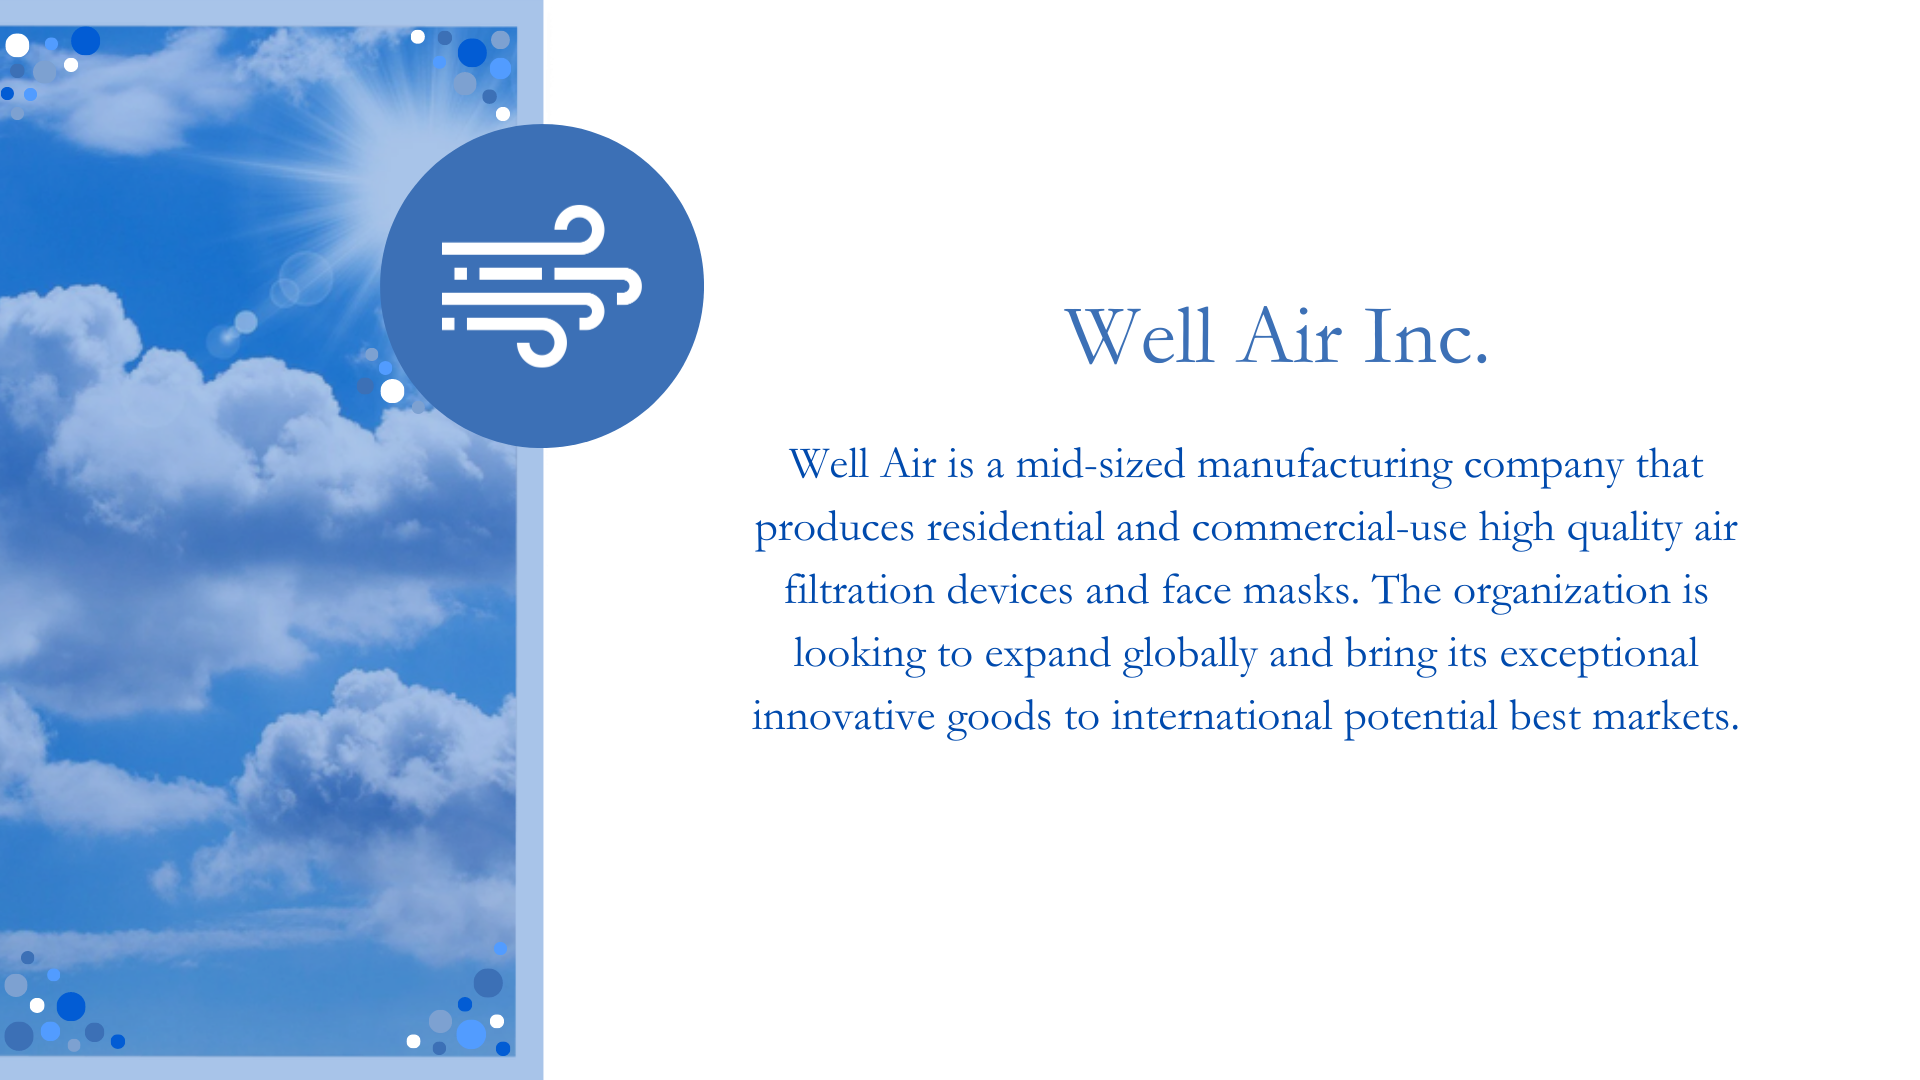 Well Air Inc.
Well Air is a mid-sized manufacturing company that
produces residential and commercial-use high quality air
filtration devices and face masks. The organization is
looking to expand globally and bring its exceptional
innovative goods to international potential best markets.